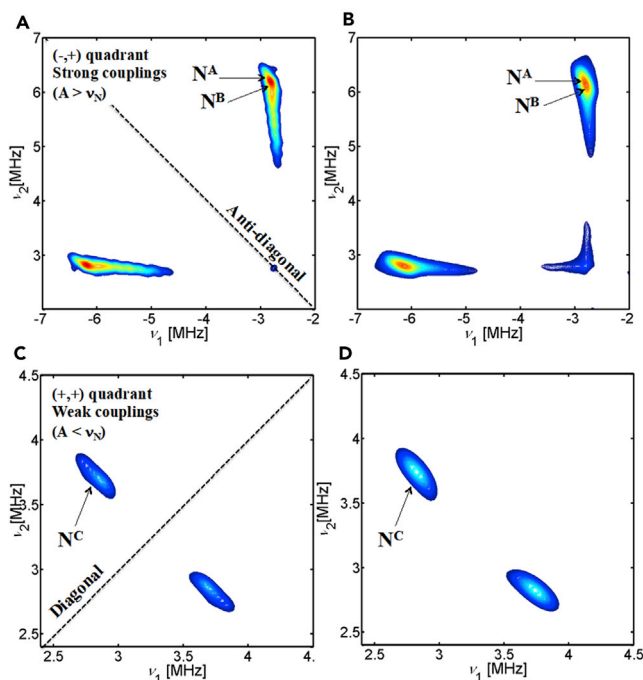 A
B
7
(-,+) quadrant
Strong couplings
(A > νN)
NA
NB
6
5
4
3
ν2[MHz]
Anti-diagonal
-7
-6
-5
-4
-3
-2
ν1 [MHz]
7
6
5
4
3
ν2[MHz]
NA
NB
-7
-6
-5
-4
-3
-2
ν1 [MHz]
C
D
4.5
(+,+) quadrant
Weak couplings
(A < νN)
4
3.5
3
2.5
ν2[MHz]
NC
Diagonal
2.5
3
3.5
4
4.
ν1 [MHz]
4.5
4
3.5
3
2.5
ν2[MHz]
NC
2.5
3
3.5
4
4.5
ν1 [MHz]